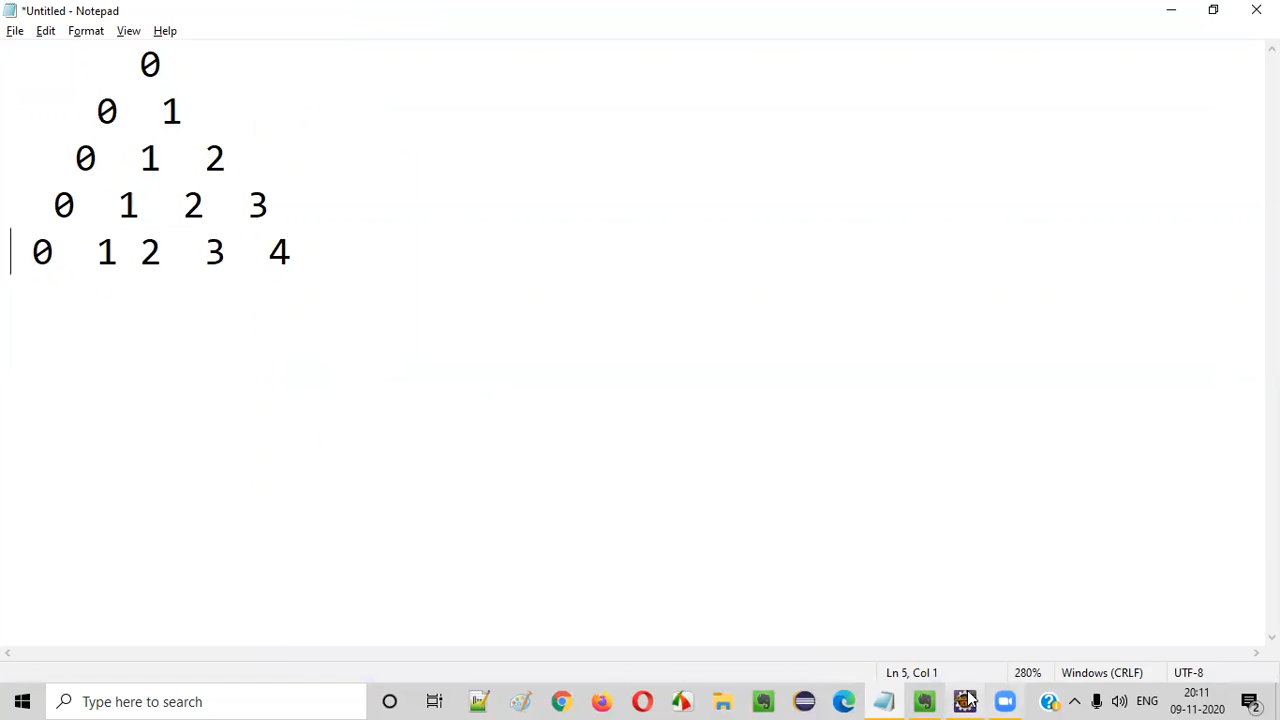 *Untitled - Notepad
File Edit Format View Help
0
0 1
0 1 2
0 1 2 3
0 1 2 3 4
Ln 5, Col 1 280% Windows (CRLF) UTF-8
Type here to search
ENG
20:11
09-11-2020
2